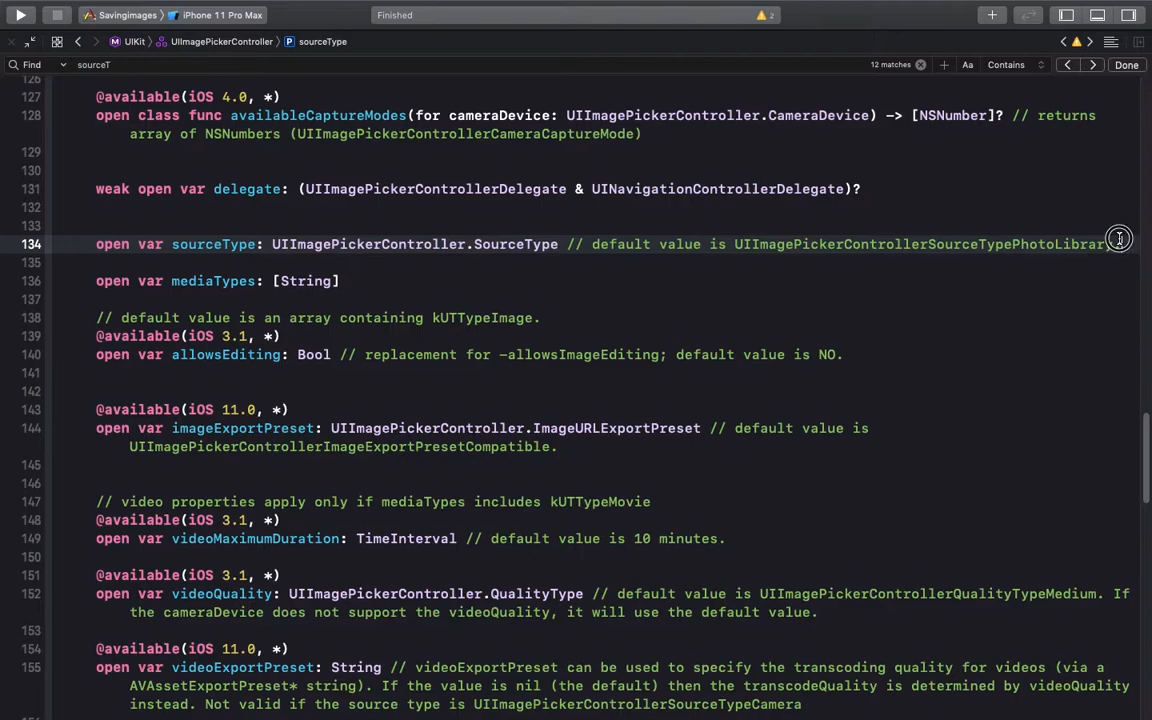 Savingimages › iPhone 11 Pro Max
Finished
2
UIKit › UIImagePickerController › P sourceType
Find
sourceT
12 matches
Aa
Contains
Done
126
127 @available(iOS 4.0, *)
128 open class func availableCaptureModes(for cameraDevice: UIImagePickerController.CameraDevice) -> [NSNumber]? // returns
array of NSNumbers (UIImagePickerControllerCameraCaptureMode)
129
130
131 weak open var delegate: (UIImagePickerControllerDelegate & UINavigationControllerDelegate)?
132
133
134 open var sourceType: UIImagePickerController.SourceType // default value is UIImagePickerControllerSourceTypePhotoLibrary.
135
136 open var mediaTypes: [String]
137
138 // default value is an array containing kUTTypeImage.
139 @available(iOS 3.1, *)
140 open var allowsEditing: Bool // replacement for -allowsImageEditing; default value is NO.
141
142
143 @available(iOS 11.0, *)
144 open var imageExportPreset: UIImagePickerController.ImageURLExportPreset // default value is
UIImagePickerControllerImageExportPresetCompatible.
145
146
147 // video properties apply only if mediaTypes includes kUTTypeMovie
148 @available(iOS 3.1, *)
149 open var videoMaximumDuration: TimeInterval // default value is 10 minutes.
150
151 @available(iOS 3.1, *)
152 open var videoQuality: UIImagePickerController.QualityType // default value is UIImagePickerControllerQualityTypeMedium. If
the cameraDevice does not support the videoQuality, it will use the default value.
153
154 @available(iOS 11.0, *)
155 open var videoExportPreset: String // videoExportPreset can be used to specify the transcoding quality for videos (via a
AVAssetExportPreset* string). If the value is nil (the default) then the transcodeQuality is determined by videoQuality
instead. Not valid if the source type is UIImagePickerControllerSourceTypeCamera